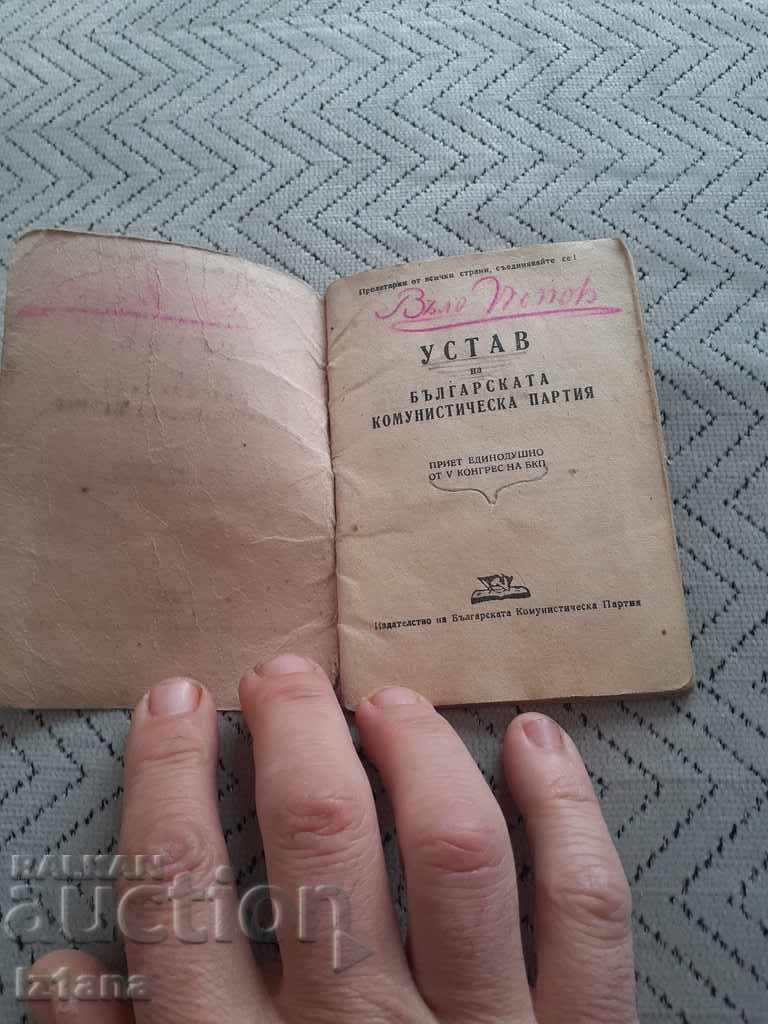 Пролетарии от всички страни, съединявайте се!
Въло Попов
УСТАВ
на
БЪЛГАРСКАТА
КОМУНИСТИЧЕСКА ПАРТИЯ
ПРИЕТ ЕДИНОДУШНО
ОТ V КОНГРЕС НА БКП
Издателство на Българската Комунистическа Партия
BALKAN
auction
iz1ana